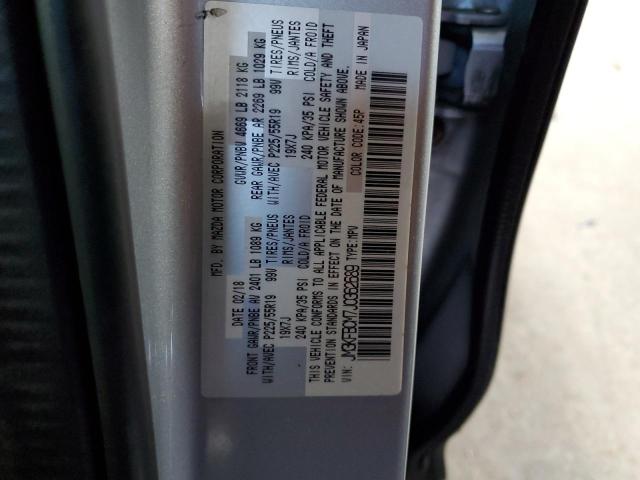 MFD. BY MAZDA MOTOR CORPORATION
DATE 02/18 GVWR/PNBV 4669 LB 2118 KG
FRONT GAWR/PNBE AV 2401 LB 1089 KG REAR GAWR/PNBE AR 2269 LB 1029 KG
WITH/AVEC P225/55R19 99V TIRES/PNEUS WITH/AVEC P225/55R19 99V TIRES/PNEUS
19X7J RIMS/JANTES 19X7J RIMS/JANTES
240 KPA/35 PSI COLD/A FROID 240 KPA/35 PSI COLD/A FROID
THIS VEHICLE CONFORMS TO ALL APPLICABLE FEDERAL MOTOR VEHICLE SAFETY AND THEFT
PREVENTION STANDARDS IN EFFECT ON THE DATE OF MANUFACTURE SHOWN ABOVE.
VIN: JM3KFBCM7J0362689 TYPE:MPV COLOR CODE:45P MADE IN JAPAN